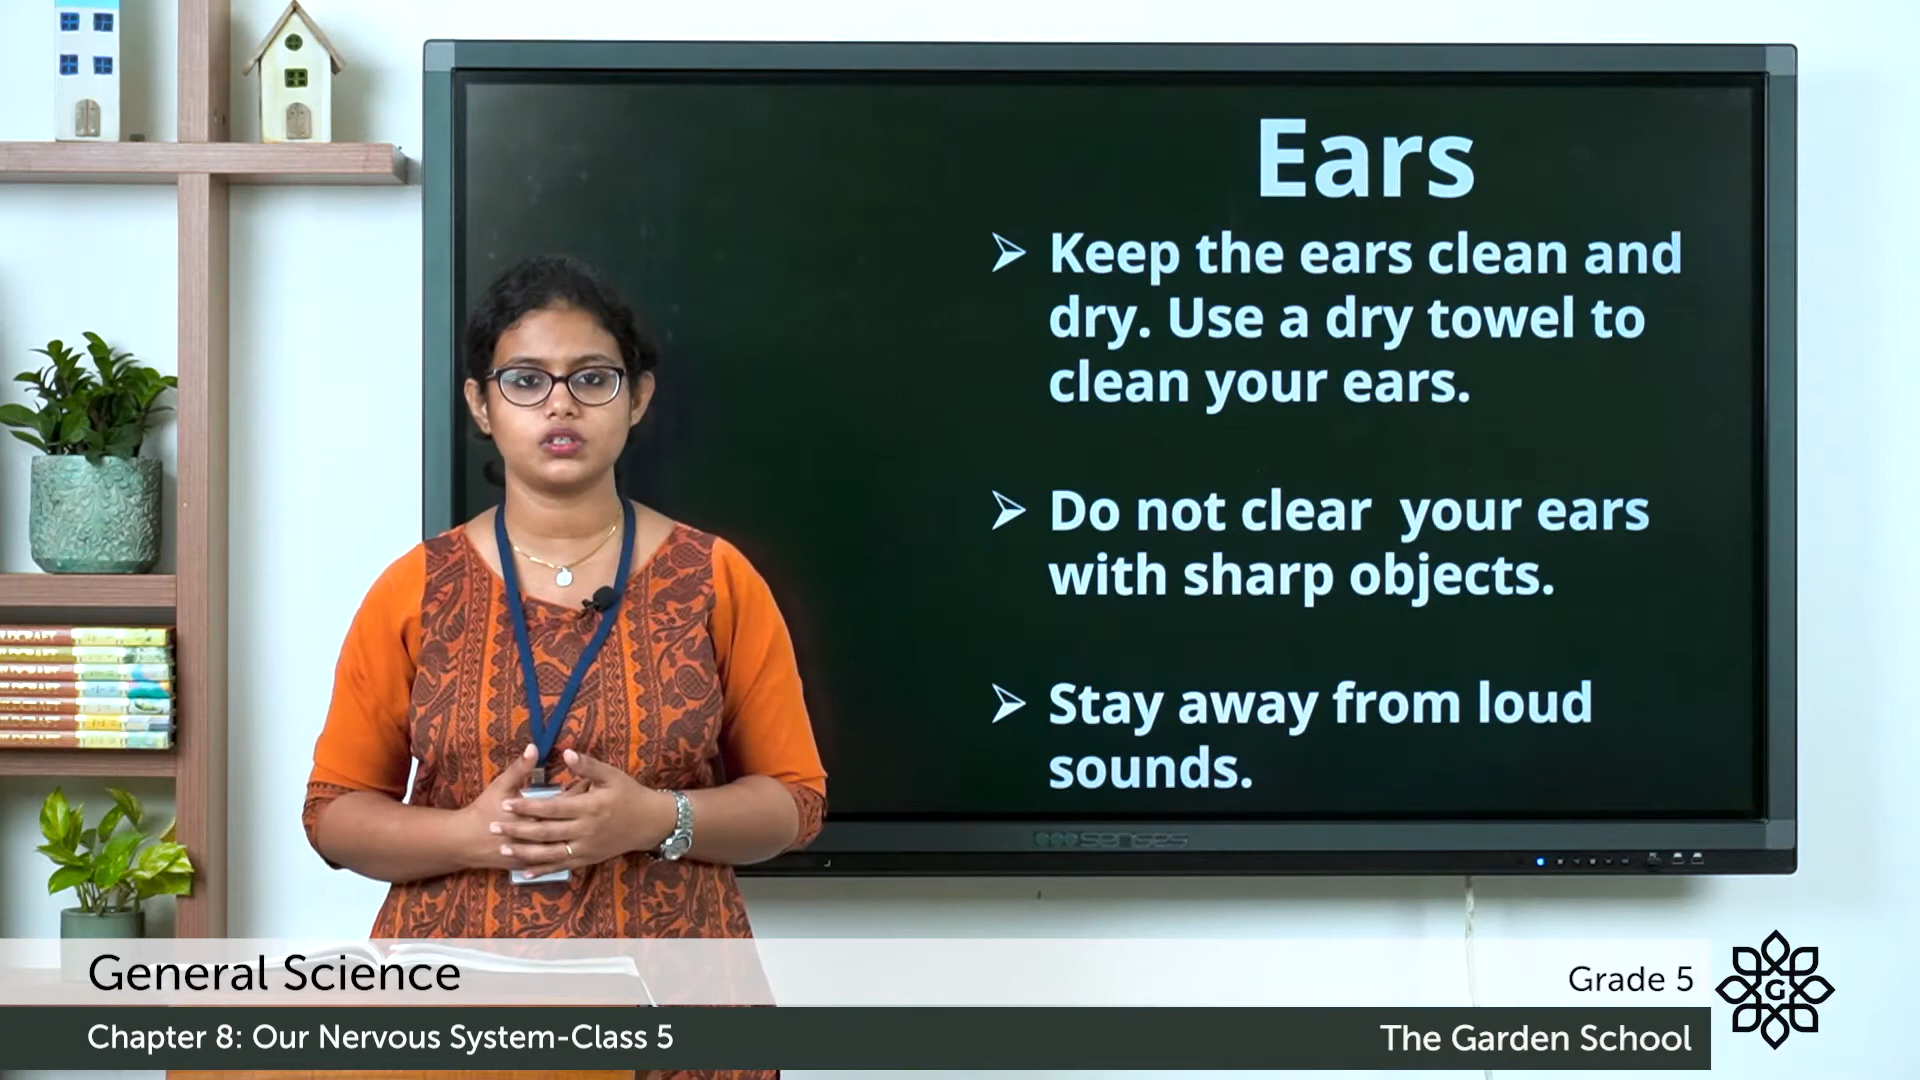 Ears
➢ Keep the ears clean and
dry. Use a dry towel to
clean your ears.
➢ Do not clear your ears
with sharp objects.
➢ Stay away from loud
sounds.
senses
General Science
Grade 5
G
Chapter 8: Our Nervous System-Class 5
The Garden School